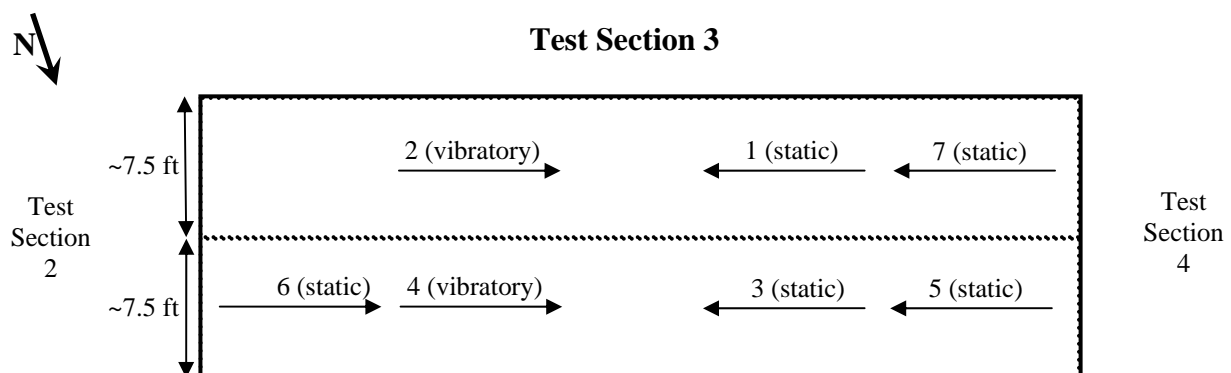 N
Test Section 3
~7.5 ft
2 (vibratory)
1 (static)
7 (static)
Test
Section
2
Test
Section
4
~7.5 ft
6 (static)
4 (vibratory)
3 (static)
5 (static)